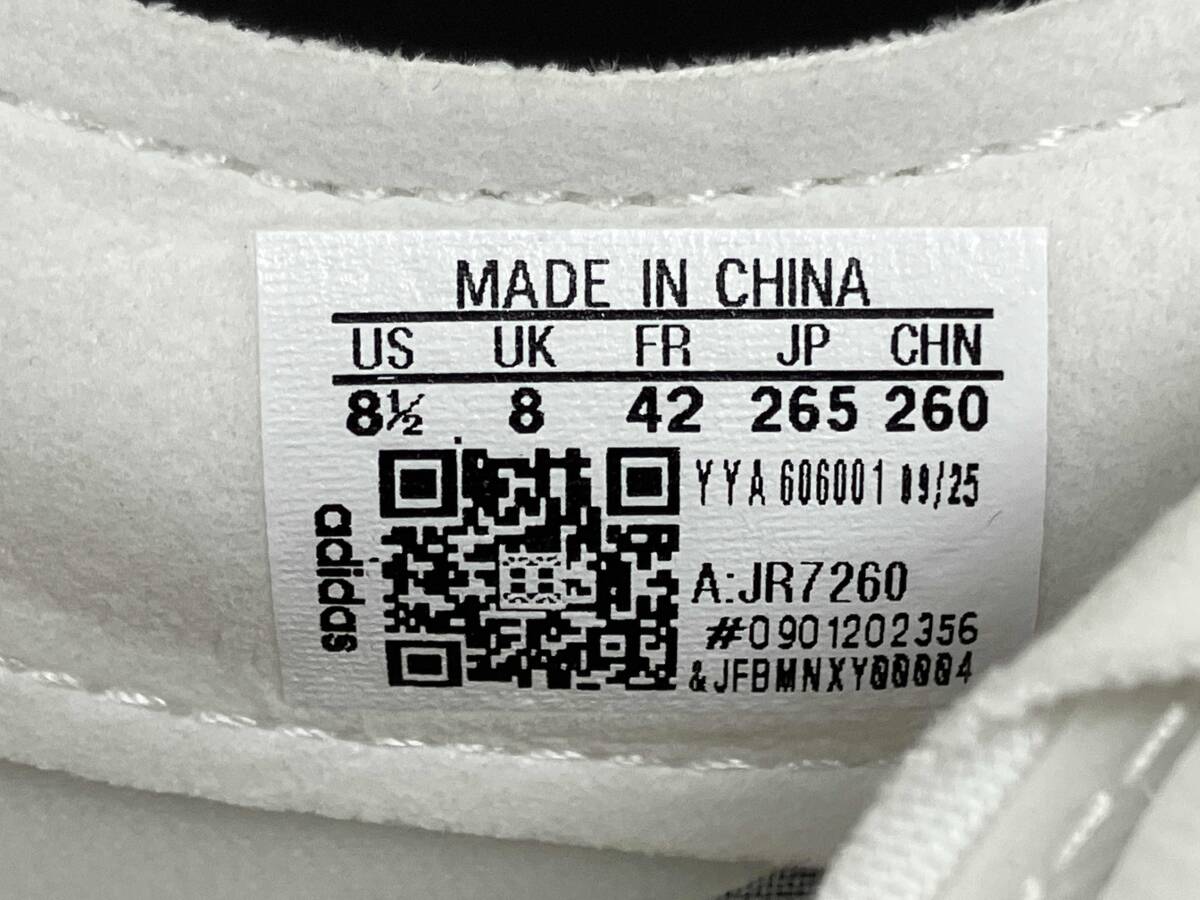 MADE IN CHINA
US UK FR JP CHN
8½ 8 42 265 260
YYA 606001 09/25
adidas
A:JR7260
#0901202356
&JFBMNXY00004